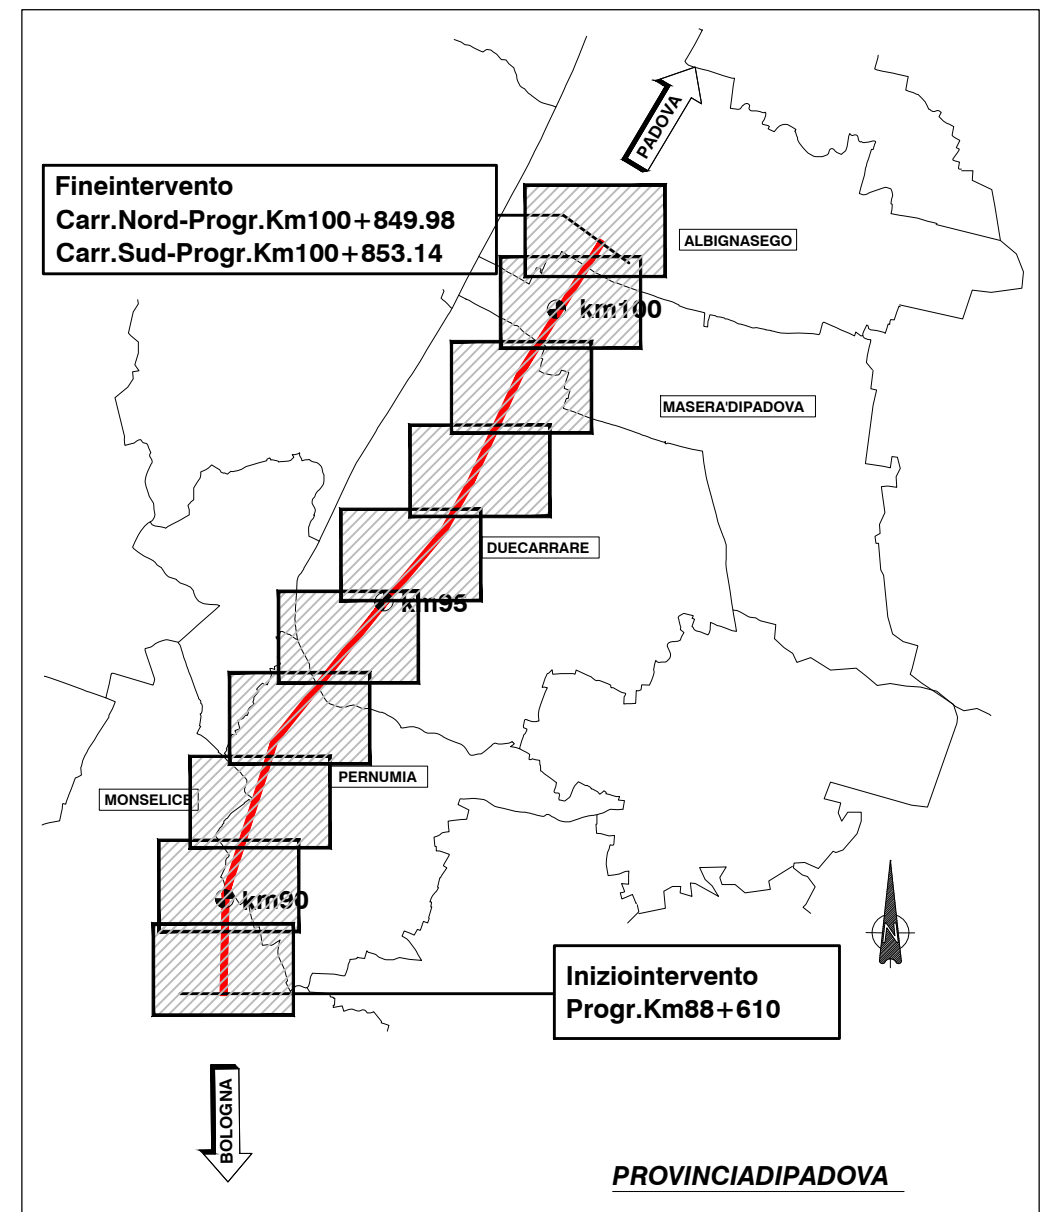 PADOVA
Fineintervento
Carr.Nord-Progr.Km100+849.98
Carr.Sud-Progr.Km100+853.14
ALBIGNASEGO
km100
MASERA'DIPADOVA
DUECARRARE
km95
PERNUMIA
MONSELICE
km90
N
Iniziointervento
Progr.Km88+610
BOLOGNA
PROVINCIADIPADOVA